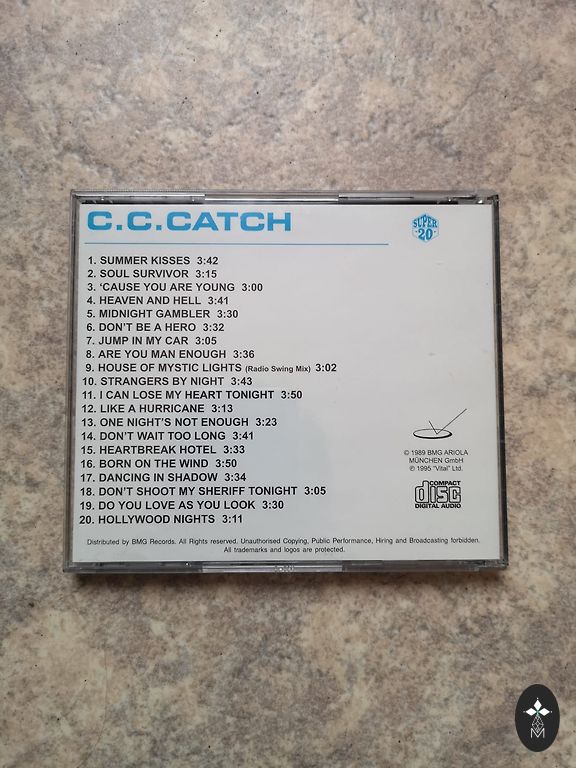 C.C.CATCH
SUPER
20
1. SUMMER KISSES 3:42
2. SOUL SURVIVOR 3:15
3. ‘CAUSE YOU ARE YOUNG 3:00
4. HEAVEN AND HELL 3:41
5. MIDNIGHT GAMBLER 3:30
6. DON'T BE A HERO 3:32
7. JUMP IN MY CAR 3:05
8. ARE YOU MAN ENOUGH 3:36
9. HOUSE OF MYSTIC LIGHTS (Radio Swing Mix) 3:02
10. STRANGERS BY NIGHT 3:43
11. I CAN LOSE MY HEART TONIGHT 3:50
12. LIKE A HURRICANE 3:13
13. ONE NIGHT'S NOT ENOUGH 3:23
14. DON'T WAIT TOO LONG 3:41
15. HEARTBREAK HOTEL 3:33
16. BORN ON THE WIND 3:50
17. DANCING IN SHADOW 3:34
18. DON'T SHOOT MY SHERIFF TONIGHT 3:05
19. DO YOU LOVE AS YOU LOOK 3:30
20. HOLLYWOOD NIGHTS 3:11
© 1989 BMG ARIOLA
MÜNCHEN GmbH
℗ 1995 "Vital" Ltd.
COMPACT
disc
DIGITAL AUDIO
Distributed by BMG Records. All Rights reserved. Unauthorised Copying, Public Performance, Hiring and Broadcasting forbidden.
All trademarks and logos are protected.
M